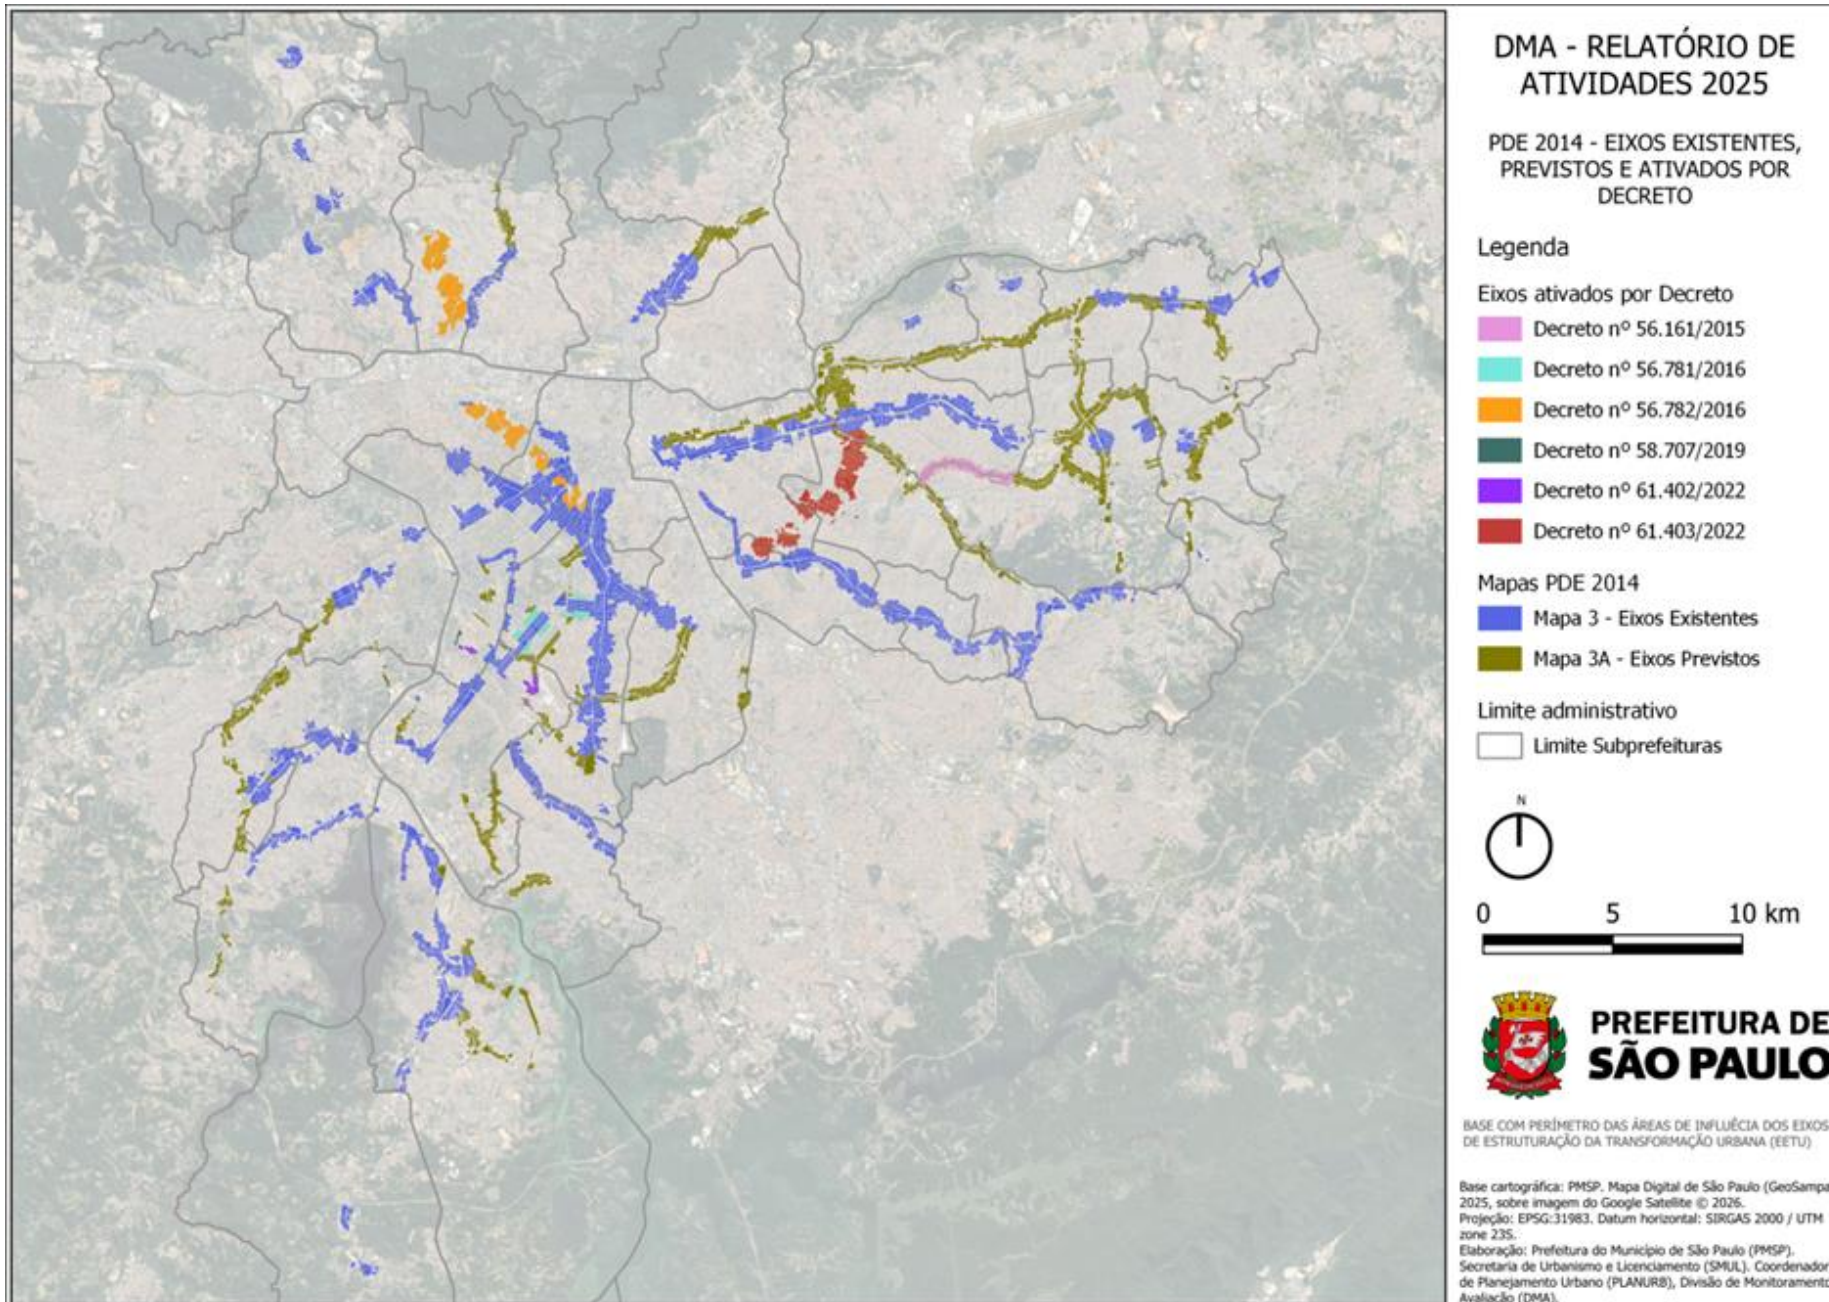 DMA - RELATÓRIO DE
ATIVIDADES 2025
PDE 2014 - EIXOS EXISTENTES,
PREVISTOS E ATIVADOS POR
DECRETO
Legenda
Eixos ativados por Decreto
Decreto nº 56.161/2015
Decreto nº 56.781/2016
Decreto nº 56.782/2016
Decreto nº 58.707/2019
Decreto nº 61.402/2022
Decreto nº 61.403/2022
Mapas PDE 2014
Mapa 3 - Eixos Existentes
Mapa 3A - Eixos Previstos
Limite administrativo
Limite Subprefeituras
N
0 5 10 km
PREFEITURA DE
SÃO PAULO
BASE COM PERÍMETRO DAS ÁREAS DE INFLUÊCIA DOS EIXOS
DE ESTRUTURAÇÃO DA TRANSFORMAÇÃO URBANA (EETU)
Base cartográfica: PMSP. Mapa Digital de São Paulo (GeoSampa
2025, sobre imagem do Google Satellite © 2026.
Projeção: EPSG:31983. Datum horizontal: SIRGAS 2000 / UTM
zone 23S.
Elaboração: Prefeitura do Município de São Paulo (PMSP).
Secretaria de Urbanismo e Licenciamento (SMUL). Coordenador
de Planejamento Urbano (PLANURB), Divisão de Monitoramento
Avaliação (DMA).